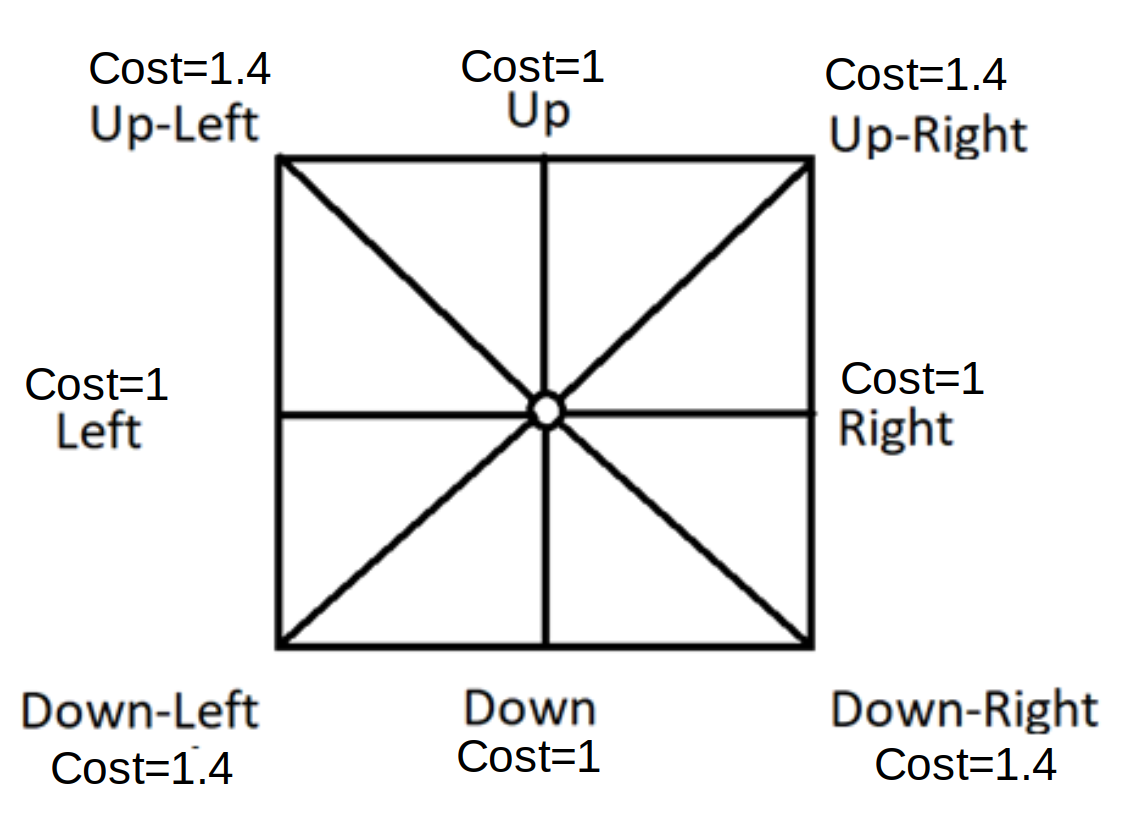 Cost=1.4
Up-Left
Cost=1
Up
Cost=1.4
Up-Right
Cost=1
Left
Cost=1
Right
Down-Left
Cost=1.4
Down
Cost=1
Down-Right
Cost=1.4